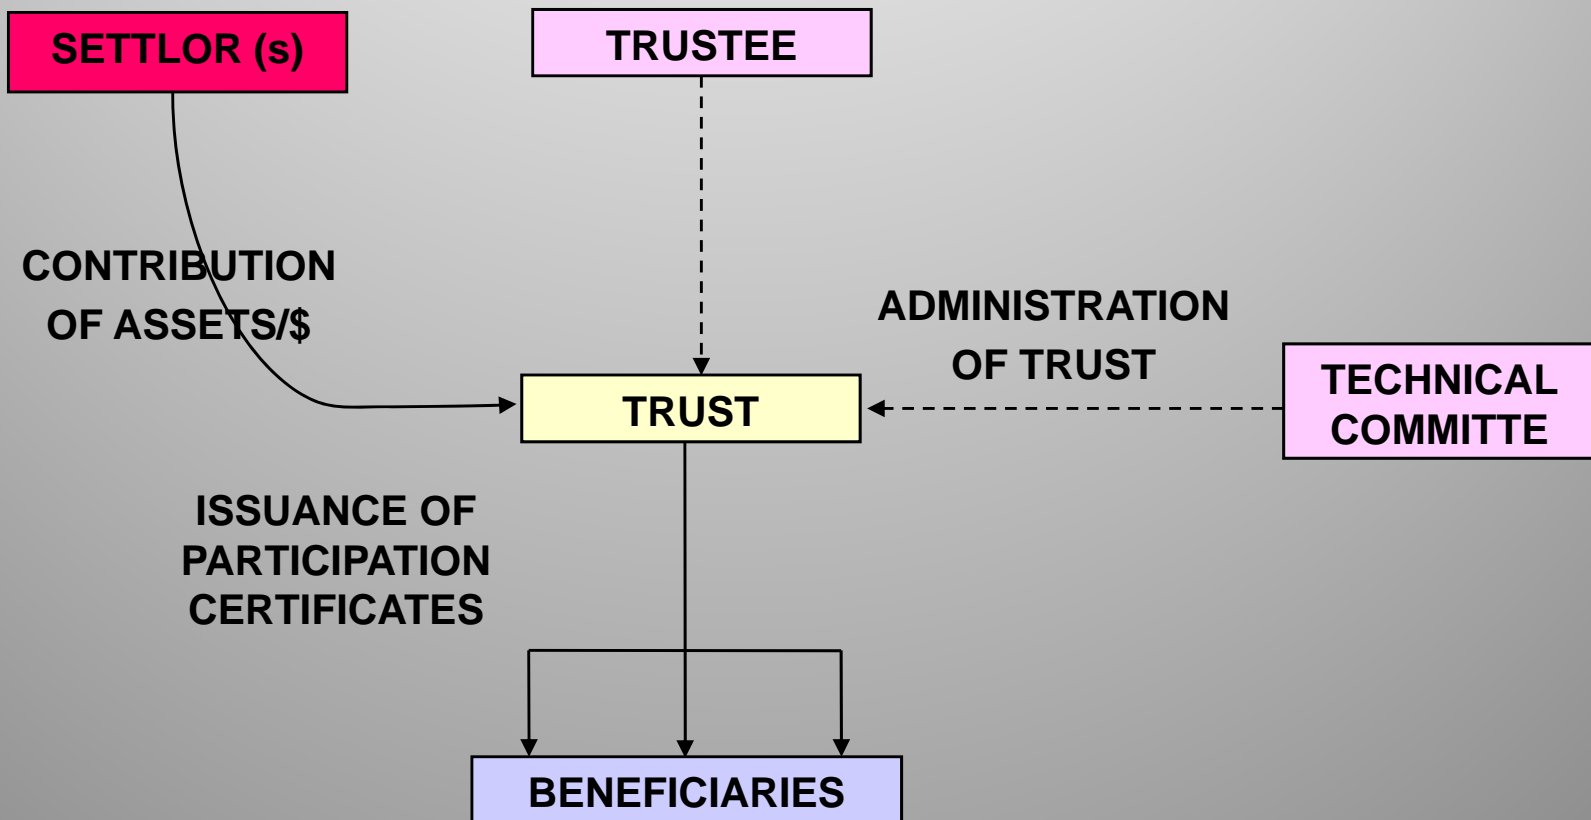 SETTLOR (s)
TRUSTEE
CONTRIBUTION
OF ASSETS/$
ADMINISTRATION
OF TRUST
TECHNICAL
COMMITTE
TRUST
ISSUANCE OF
PARTICIPATION
CERTIFICATES
BENEFICIARIES